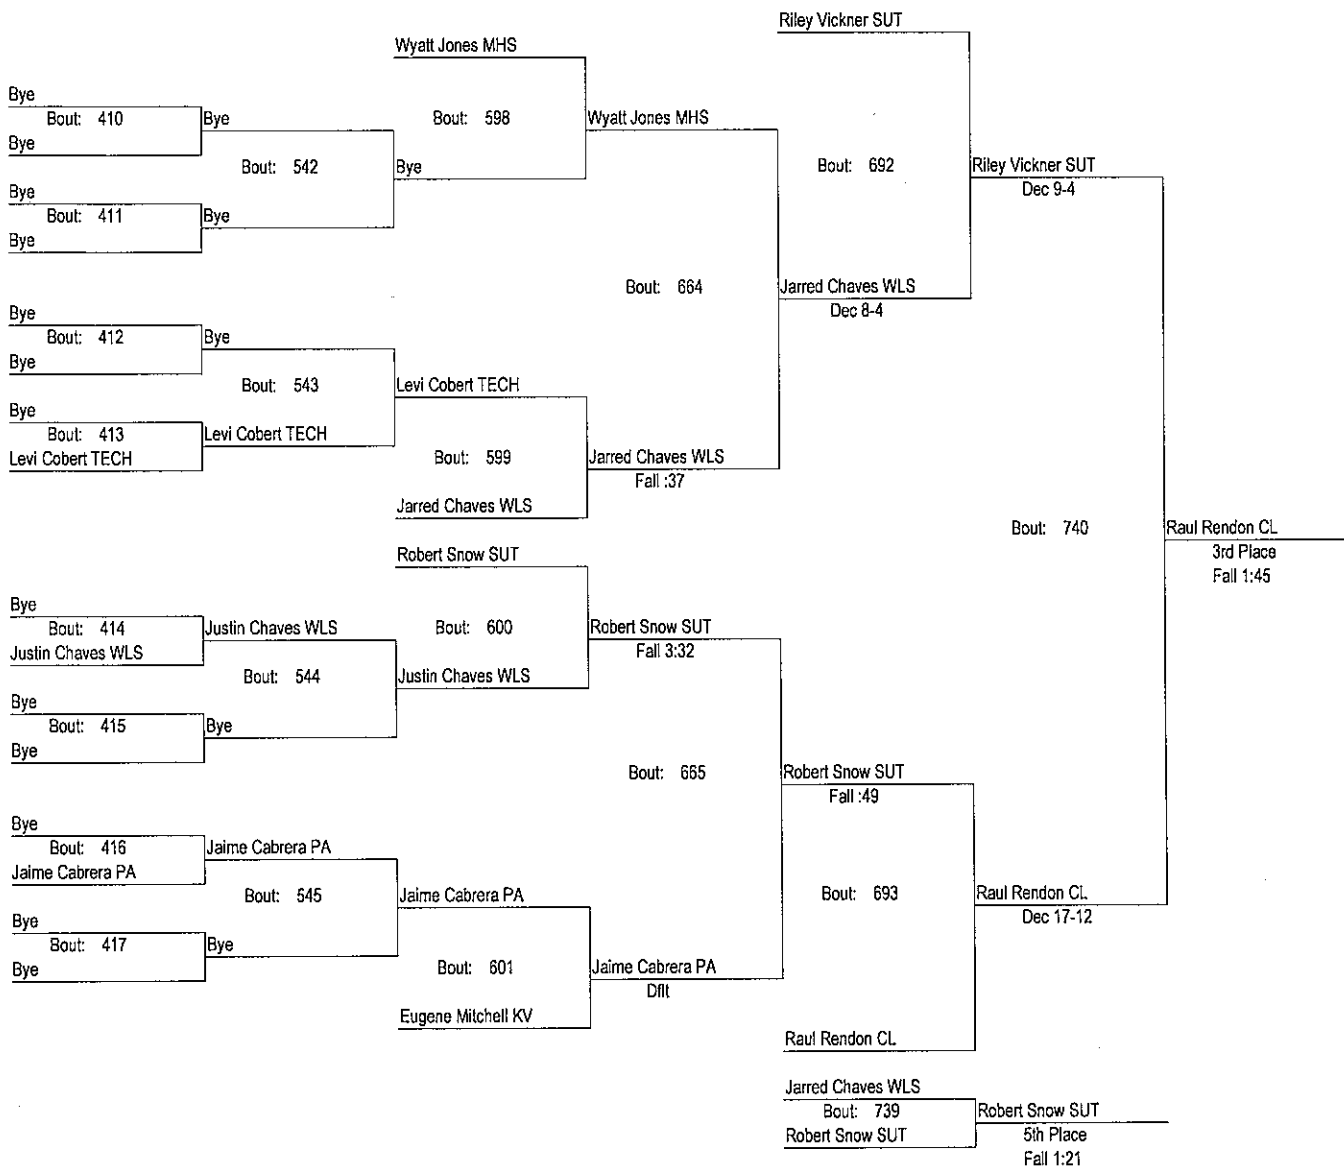 Riley Vickner SUT
Wyatt Jones MHS
Bye
Bout: 410
Bye
Bye
Bout: 542
Bout: 598
Bye
Wyatt Jones MHS
Bye
Bout: 411
Bye
Bye
Bout: 692
Riley Vickner SUT
Dec 9-4
Bout: 664
Jarred Chaves WLS
Dec 8-4
Bye
Bout: 412
Bye
Bye
Bout: 543
Levi Cobert TECH
Bye
Bout: 413
Levi Cobert TECH
Levi Cobert TECH
Bout: 599
Jarred Chaves WLS
Fall :37
Jarred Chaves WLS
Bout: 740
Raul Rendon CL
3rd Place
Fall 1:45
Robert Snow SUT
Bye
Bout: 414
Justin Chaves WLS
Justin Chaves WLS
Bout: 600
Robert Snow SUT
Fall 3:32
Bout: 544
Justin Chaves WLS
Bye
Bout: 415
Bye
Bye
Bout: 665
Robert Snow SUT
Fall :49
Bye
Bout: 416
Jaime Cabrera PA
Jaime Cabrera PA
Bout: 545
Jaime Cabrera PA
Bout: 693
Raul Rendon CL
Dec 17-12
Bye
Bout: 417
Bye
Bye
Bout: 601
Jaime Cabrera PA
Dflt
Eugene Mitchell KV
Raul Rendon CL
Jarred Chaves WLS
Bout: 739
Robert Snow SUT
Robert Snow SUT
5th Place
Fall 1:21